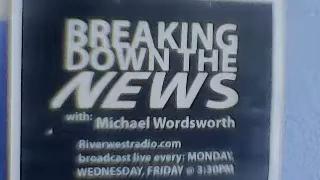 BREAKING
DOWN THE
NEWS
with: Michael Wordsworth
Riverwestradio.com
broadcast live every: MONDAY,
WEDNESDAY, FRIDAY @ 3:30PM